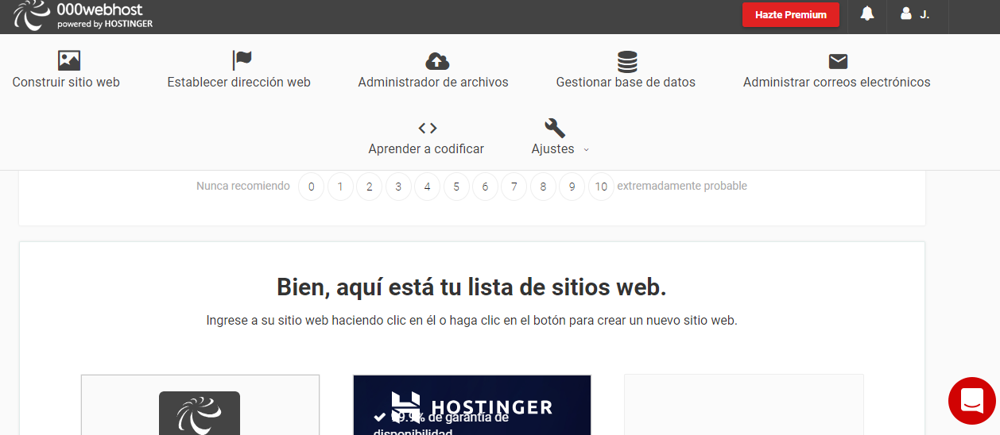 000webhost
powered by HOSTINGER
Hazte Premium
J.
Construir sitio web
Establecer dirección web
Administrador de archivos
Gestionar base de datos
Administrar correos electrónicos
Aprender a codificar
Ajustes
Nunca recomiendo 0 1 2 3 4 5 6 7 8 9 10 extremadamente probable
Bien, aquí está tu lista de sitios web.
Ingrese a su sitio web haciendo clic en él o haga clic en el botón para crear un nuevo sitio web.
HOSTINGER
99.9% de garantía de
disponibilidad